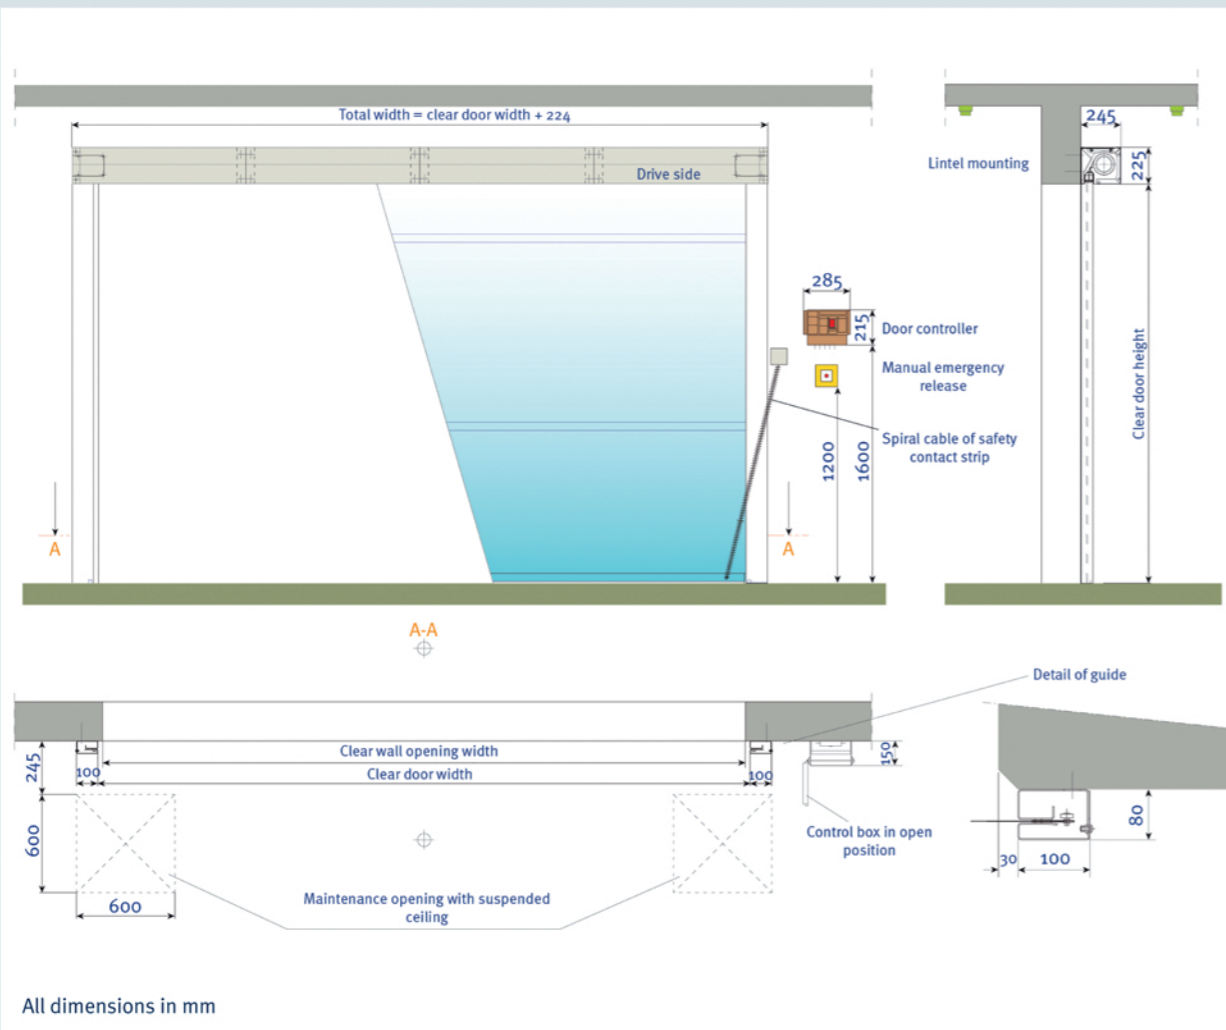 Total width = clear door width + 224
245
Lintel mounting
225
Drive side
285
215
Door controller
Manual emergency
release
Spiral cable of safety
contact strip
1200
1600
Clear door height
A
A
A-A
Detail of guide
Clear wall opening width
Clear door width
245
100
100
150
600
600
Control box in open
position
Maintenance opening with suspended
ceiling
80
30
100
All dimensions in mm